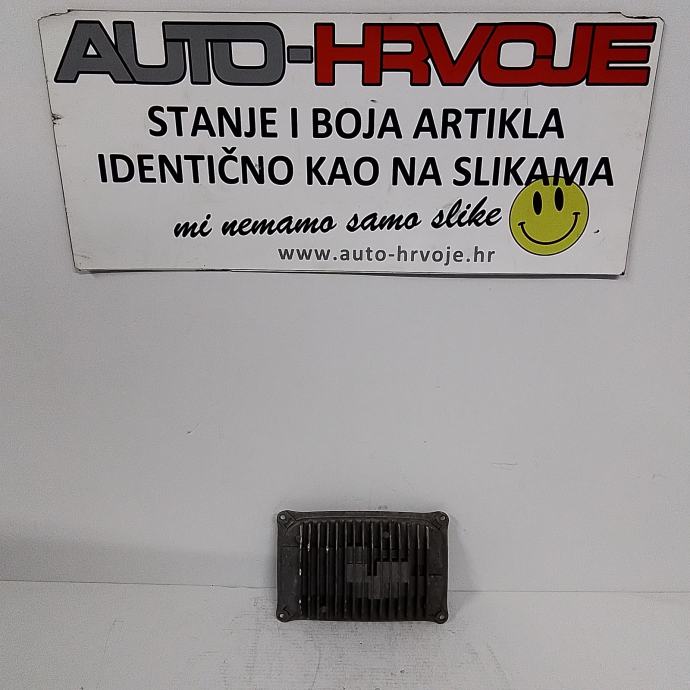 AUTO-HRVOJE
STANJE I BOJA ARTIKLA
IDENTIČNO KAO NA SLIKAMA
mi nemamo samo slike
www.auto-hrvoje.hr